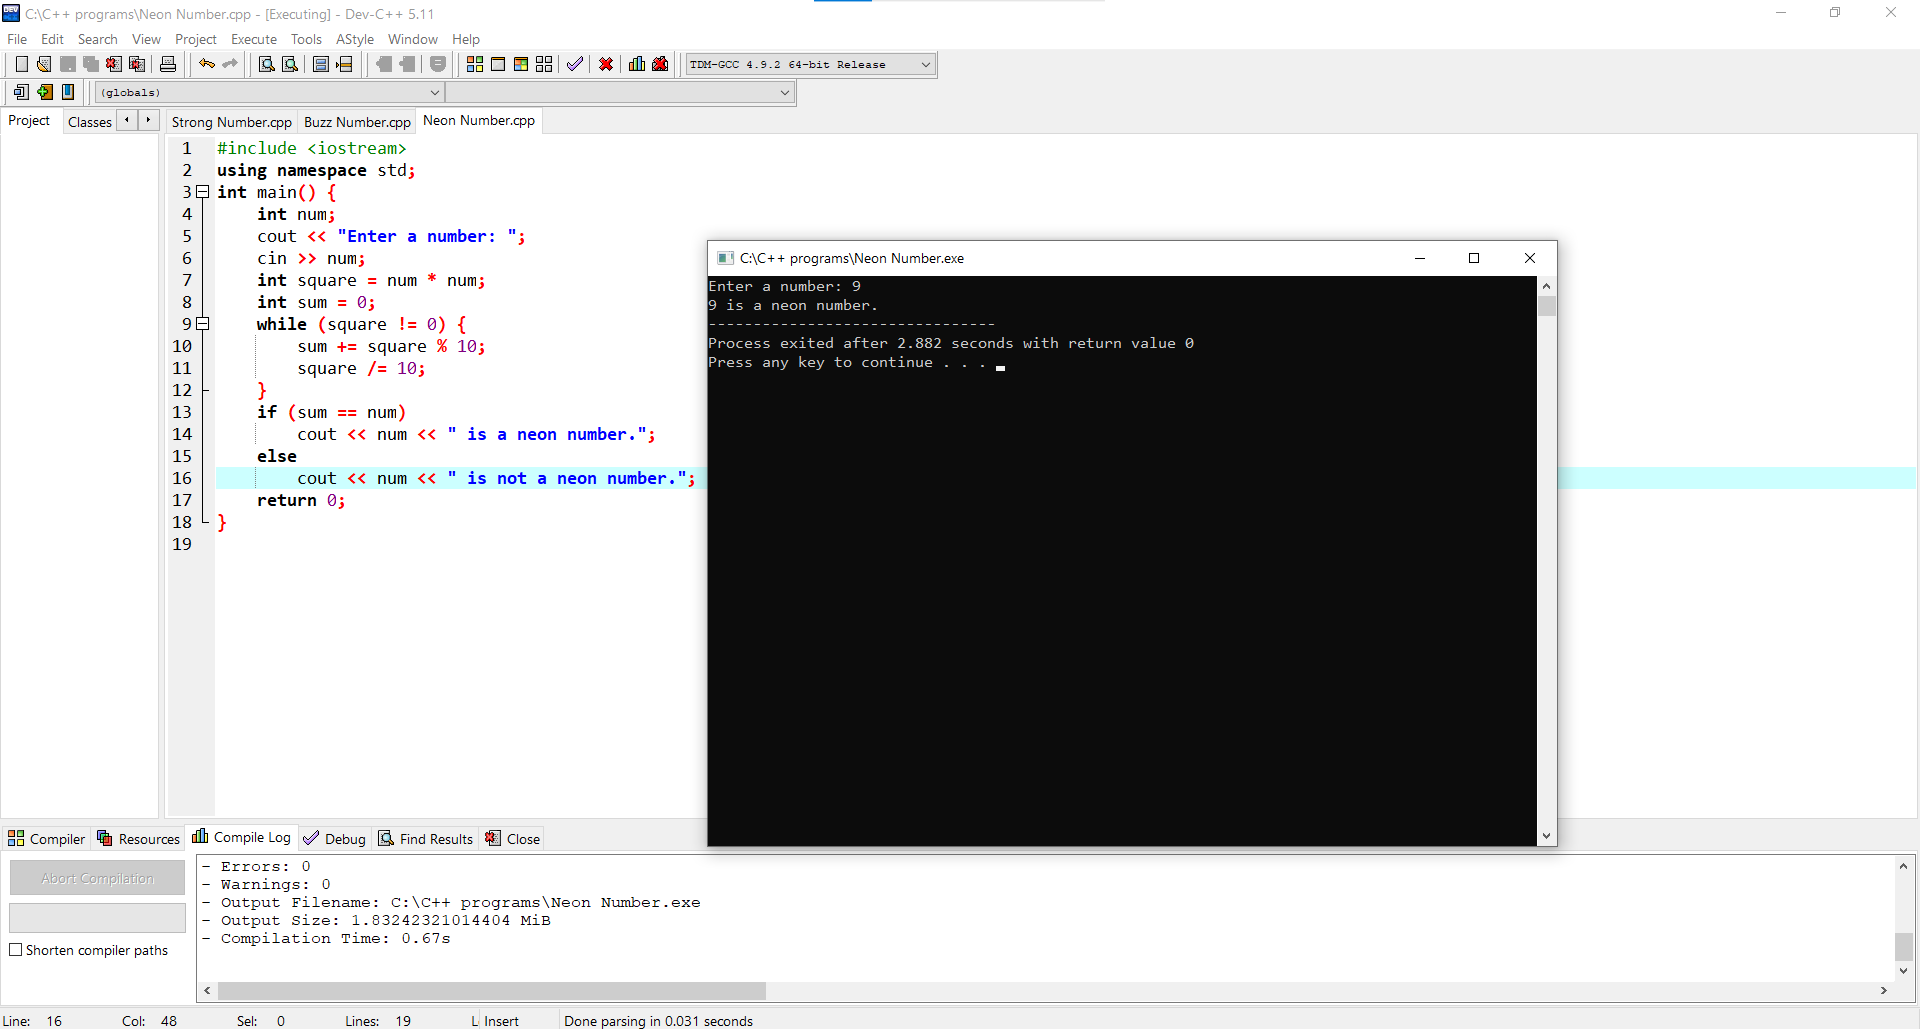 C:\C++ programs\Neon Number.cpp - [Executing] - Dev-C++ 5.11
File Edit Search View Project Execute Tools AStyle Window Help
TDM-GCC 4.9.2 64-bit Release
(globals)
Project Classes
Strong Number.cpp Buzz Number.cpp Neon Number.cpp
1 #include <iostream>
2 using namespace std;
3 int main() {
4 int num;
5 cout << "Enter a number: ";
6 cin >> num;
7 int square = num * num;
8 int sum = 0;
9 while (square != 0) {
10 sum += square % 10;
11 square /= 10;
12 }
13 if (sum == num)
14 cout << num << " is a neon number.";
15 else
16 cout << num << " is not a neon number.";
17 return 0;
18 }
19
C:\C++ programs\Neon Number.exe
Enter a number: 9
9 is a neon number.
--------------------------------
Process exited after 2.882 seconds with return value 0
Press any key to continue . . .
Compiler Resources Compile Log Debug Find Results Close
Abort Compilation
Shorten compiler paths
- Errors: 0
- Warnings: 0
- Output Filename: C:\C++ programs\Neon Number.exe
- Output Size: 1.83242321014404 MiB
- Compilation Time: 0.67s
Line: 16 Col: 48 Sel: 0 Lines: 19 L Insert Done parsing in 0.031 seconds